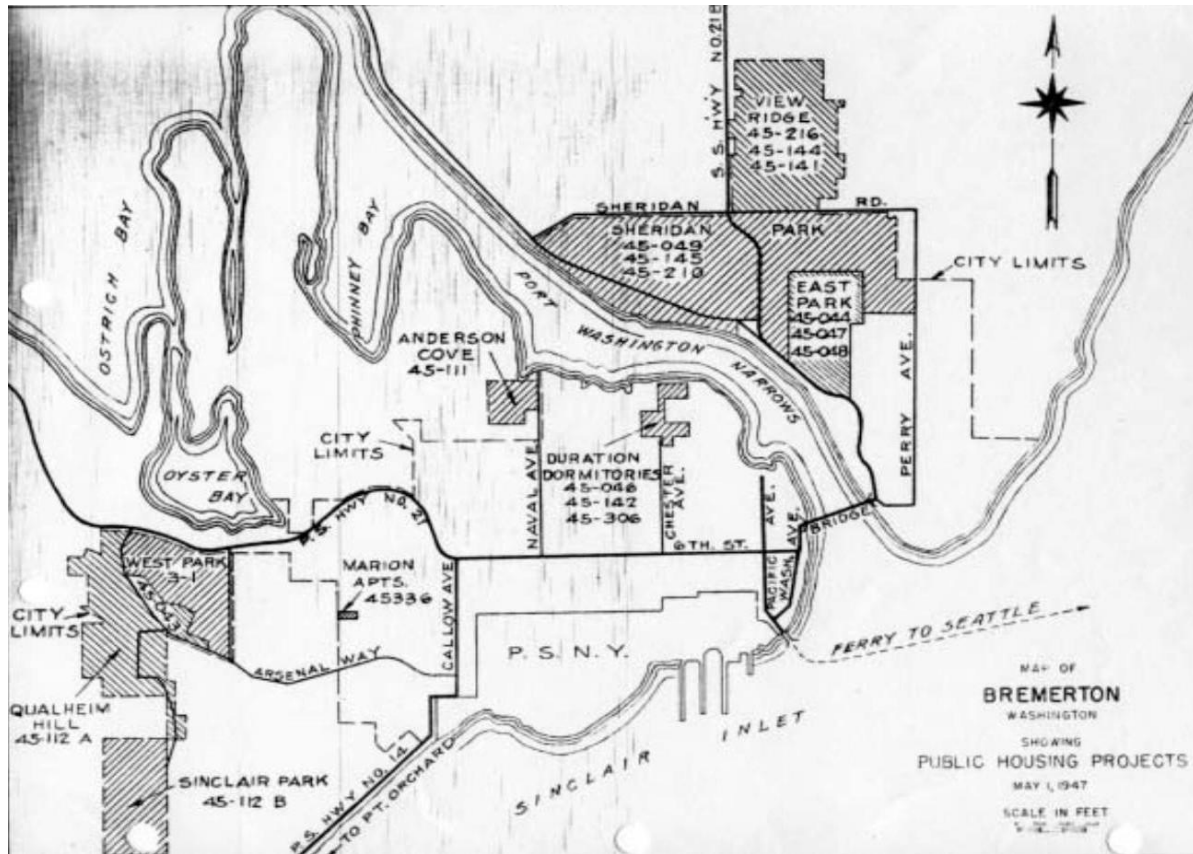 S. S. HWY NO. 21 B
VIEW
RIDGE
45-216
45-144
45-141
SHERIDAN RD.
SHERIDAN PARK
45-049
45-145
45-210
CITY LIMITS
EAST
PARK
45-044
45-047
45-048
OSTRICH BAY
PHINNEY BAY
PORT WASHINGTON NARROWS
ANDERSON
COVE
45-111
PERRY AVE.
CITY
LIMITS
OYSTER
BAY
NAVAL AVE.
DURATION
DORMITORIES
45-046
45-142
45-306
CHESTER AVE.
PACIFIC AVE.
WASH. AVE.
BRIDGE
P. S. HWY NO. 21
6TH. ST.
WEST PARK
3-1
45-043
MARION
APTS.
45336
CALLOW AVE
CITY
LIMITS
ARSENAL WAY
P. S. N. Y.
FERRY TO SEATTLE
QUALHEIM
HILL
45-112 A
SINCLAIR INLET
SINCLAIR PARK
45-112 B
P. S. HWY NO. 14
TO PT. ORCHARD
MAP OF
BREMERTON
WASHINGTON
SHOWING
PUBLIC HOUSING PROJECTS
MAY 1, 1947
SCALE IN FEET